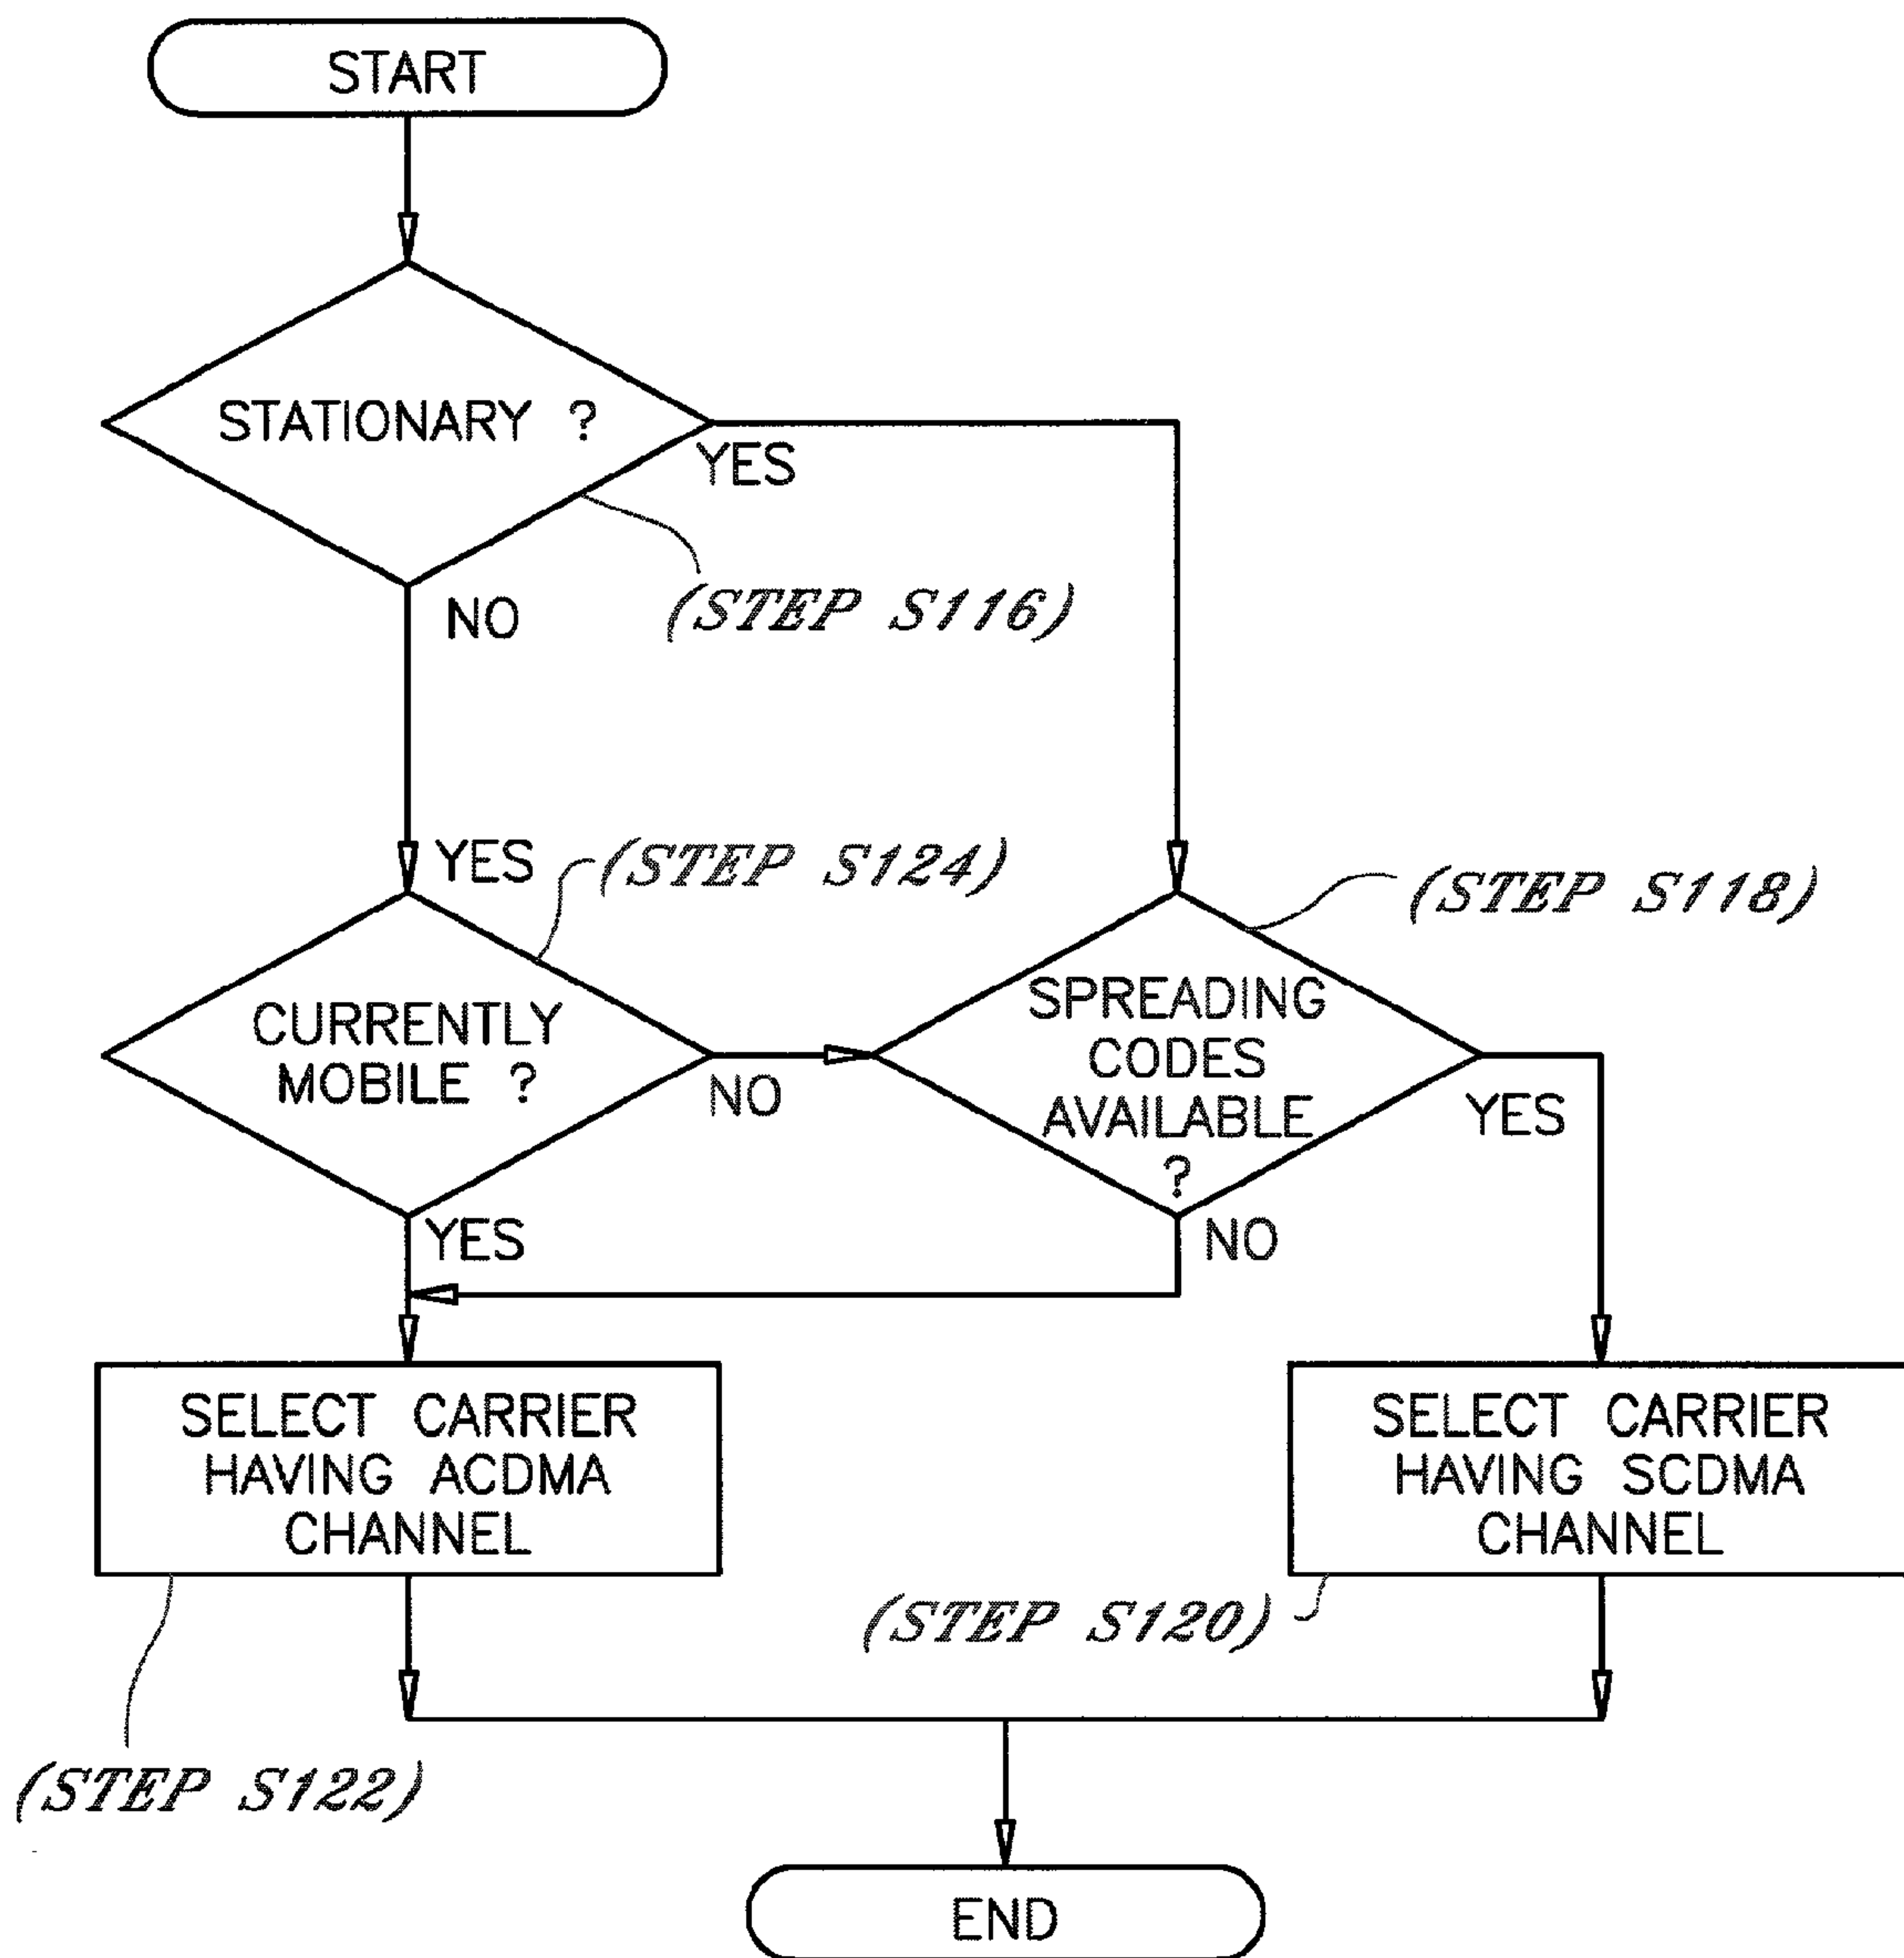 START
STATIONARY ?
YES
(STEP S116)
NO
YES
(STEP S124)
(STEP S118)
CURRENTLY
MOBILE ?
NO
SPREADING
CODES
AVAILABLE
?
YES
YES
NO
SELECT CARRIER
HAVING ACDMA
CHANNEL
SELECT CARRIER
HAVING SCDMA
CHANNEL
(STEP S120)
(STEP S122)
END